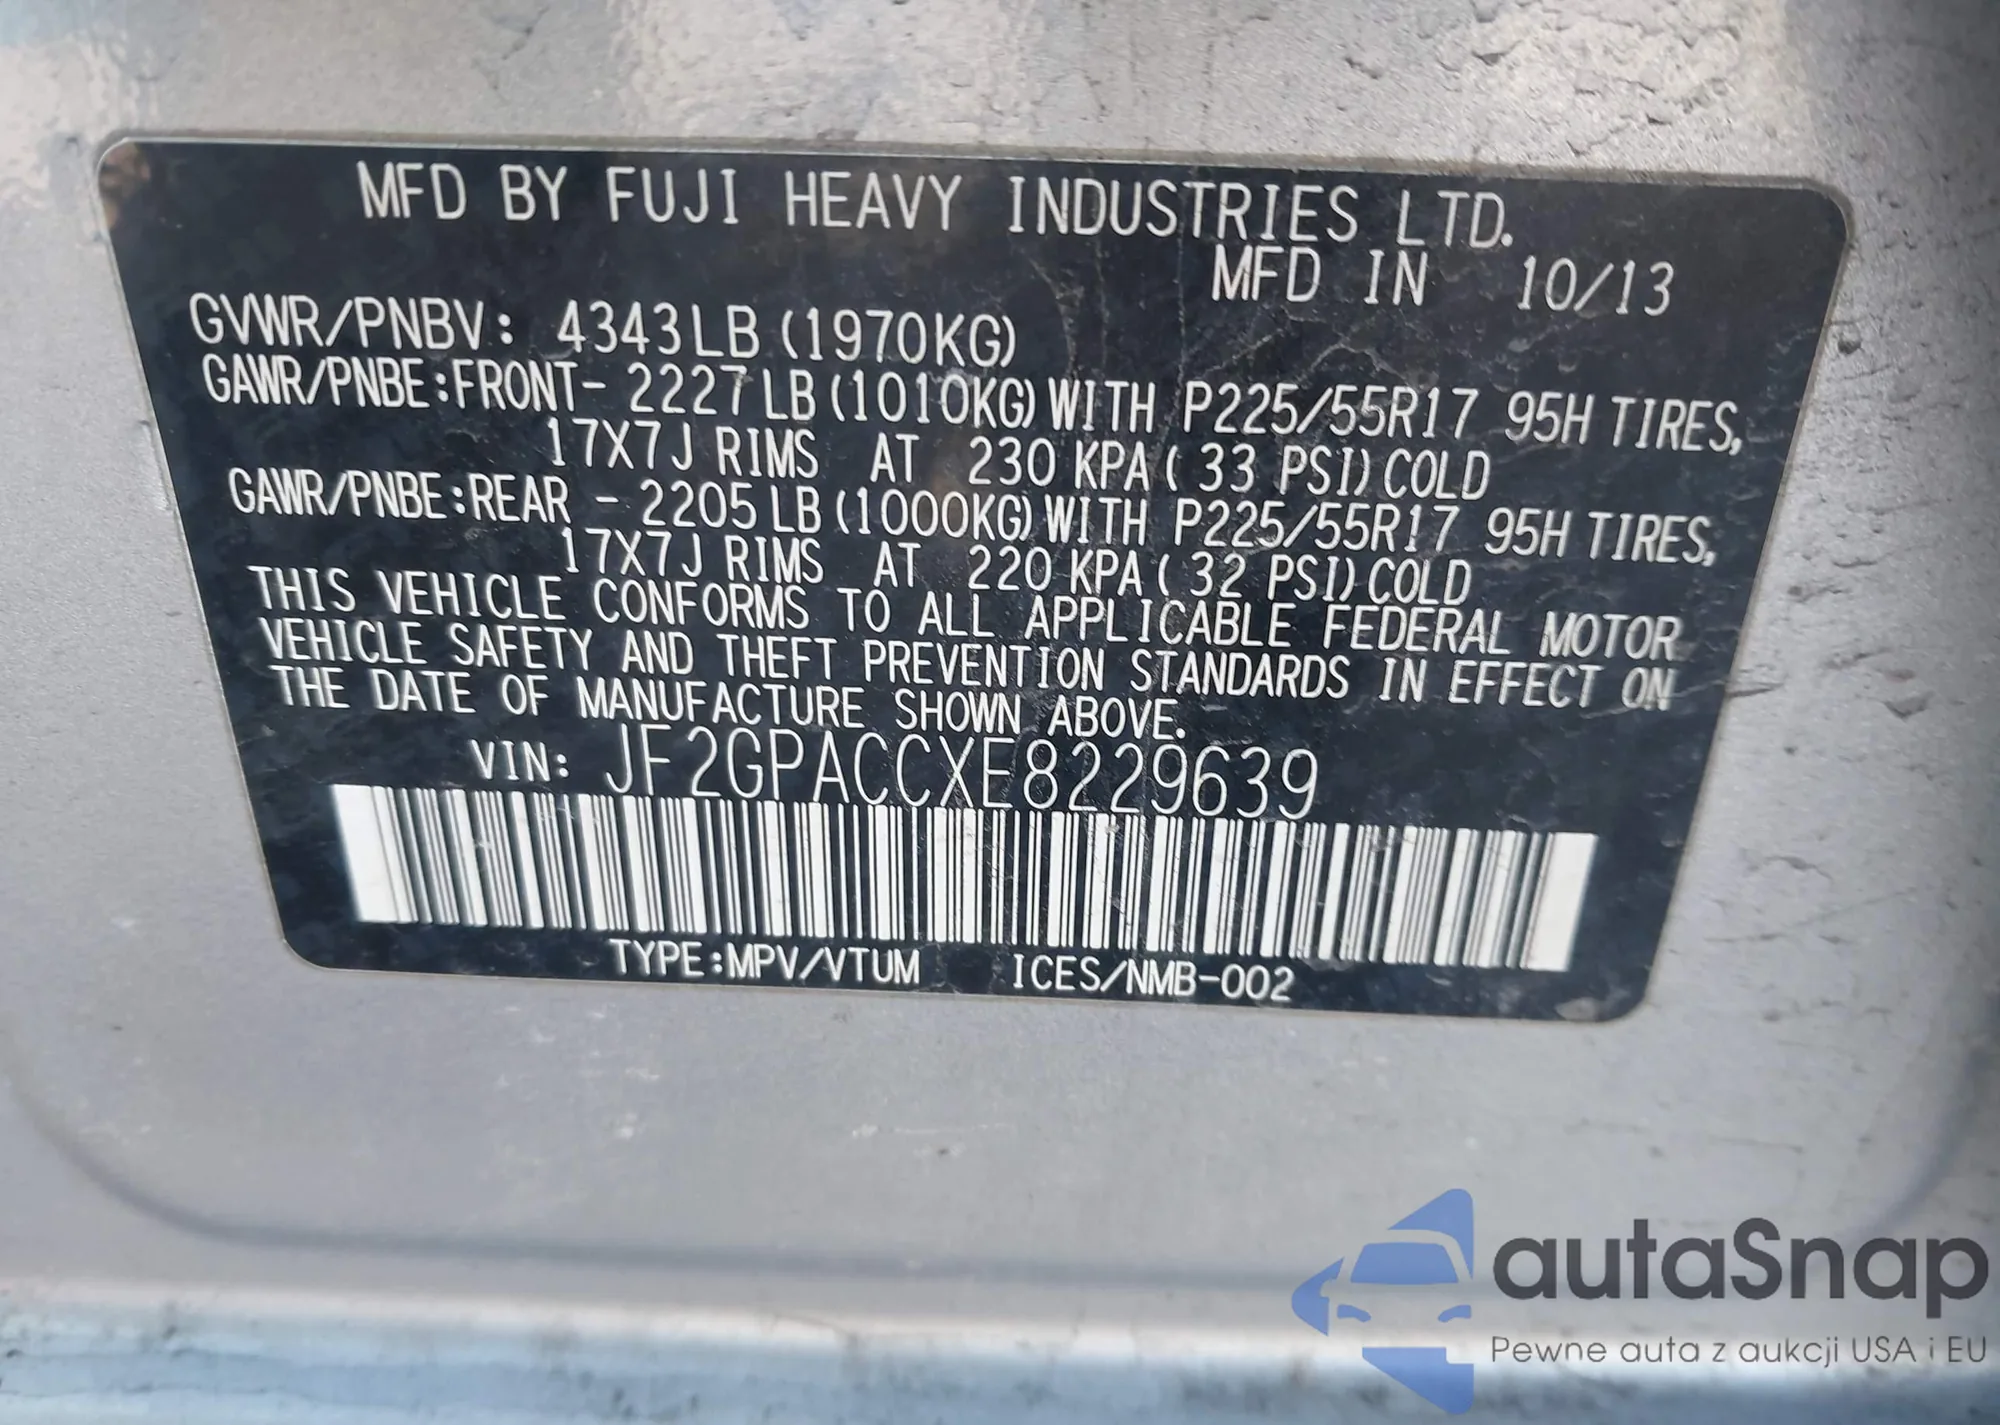 MFD BY FUJI HEAVY INDUSTRIES LTD.
MFD IN 10/13
GVWR/PNBV: 4343LB (1970KG)
GAWR/PNBE:FRONT- 2227LB (1010KG) WITH P225/55R17 95H TIRES,
17X7J RIMS AT 230 KPA ( 33 PSI) COLD
GAWR/PNBE:REAR - 2205LB (1000KG) WITH P225/55R17 95H TIRES,
17X7J RIMS AT 220 KPA ( 32 PSI) COLD
THIS VEHICLE CONFORMS TO ALL APPLICABLE FEDERAL MOTOR
VEHICLE SAFETY AND THEFT PREVENTION STANDARDS IN EFFECT ON
THE DATE OF MANUFACTURE SHOWN ABOVE.
VIN: JF2GPACCXE8229639
TYPE:MPV/VTUM ICES/NMB-002
autaSnap
Pewne auta z aukcji USA i EU